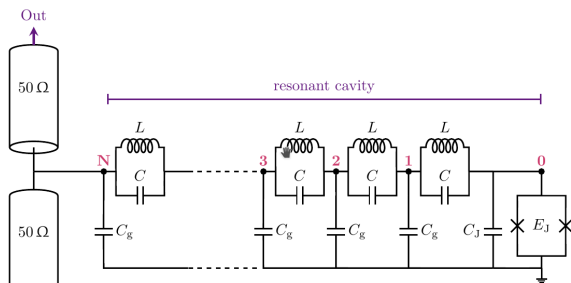 Out
50 Ω
resonant cavity
L L L L
N 3 2 1 0
C C C C
C_g C_g C_g C_g C_J E_J
50 Ω